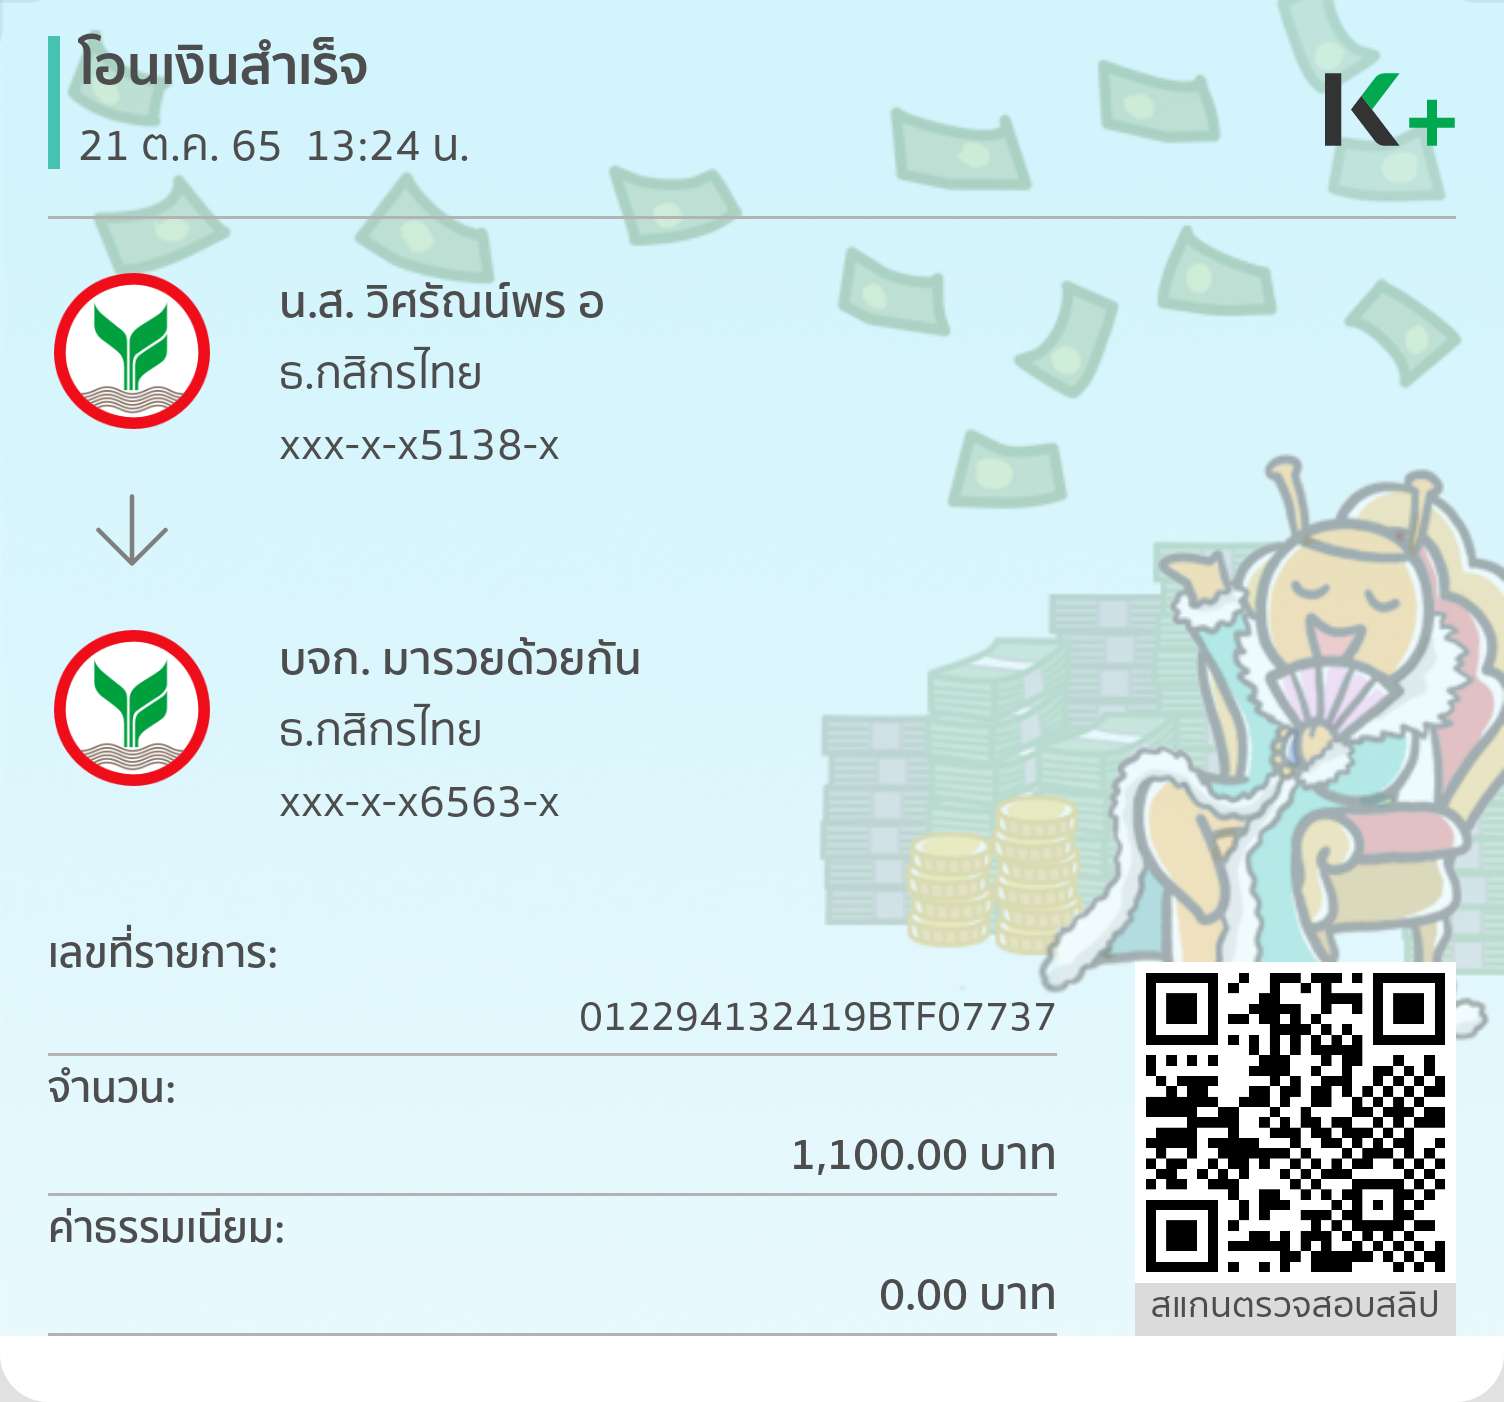 โอนเงินสำเร็จ
21 ต.ค. 65  13:24 น.
K+
น.ส. วิศรัณน์พร อ
ธ.กสิกรไทย
xxx-x-x5138-x
บจก. มารวยด้วยกัน
ธ.กสิกรไทย
xxx-x-x6563-x
เลขที่รายการ:
012294132419BTF07737
จำนวน:
1,100.00 บาท
ค่าธรรมเนียม:
0.00 บาท
สแกนตรวจสอบสลิป